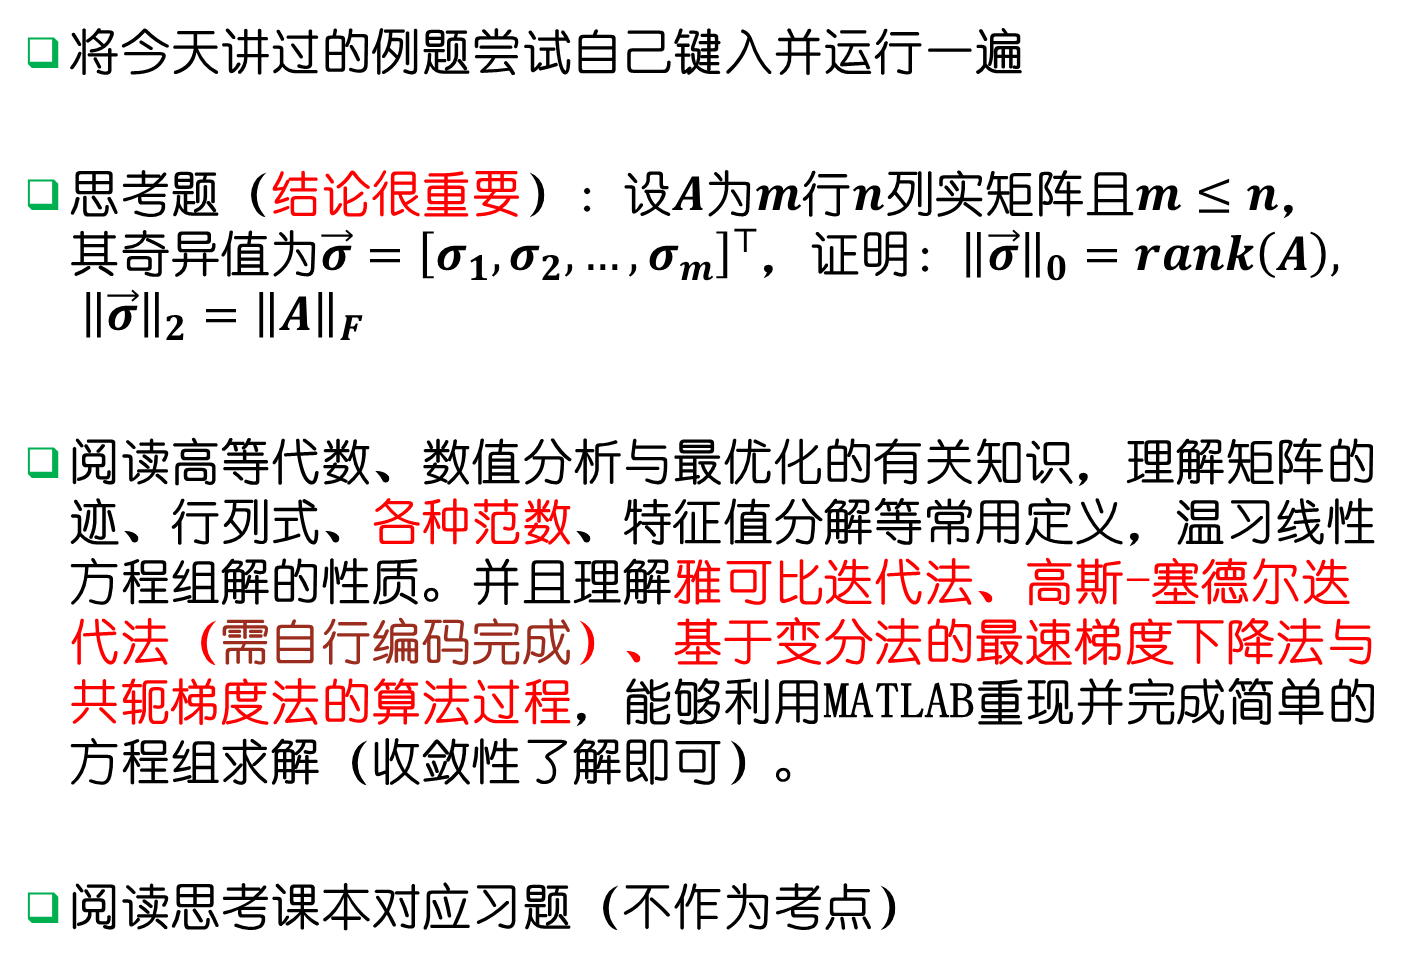 将今天讲过的例题尝试自己键入并运行一遍
思考题（结论很重要）：设A为m行n列实矩阵且m ≤ n，
其奇异值为σ⃗ = [σ₁, σ₂, … , σₘ]⊤，证明：‖σ⃗‖₀ = rank(A),
‖σ⃗‖₂ = ‖A‖_F
阅读高等代数、数值分析与最优化的有关知识，理解矩阵的
迹、行列式、各种范数、特征值分解等常用定义，温习线性
方程组解的性质。并且理解雅可比迭代法、高斯-塞德尔迭
代法（需自行编码完成）、基于变分法的最速梯度下降法与
共轭梯度法的算法过程，能够利用MATLAB重现并完成简单的
方程组求解（收敛性了解即可）。
阅读思考课本对应习题（不作为考点）